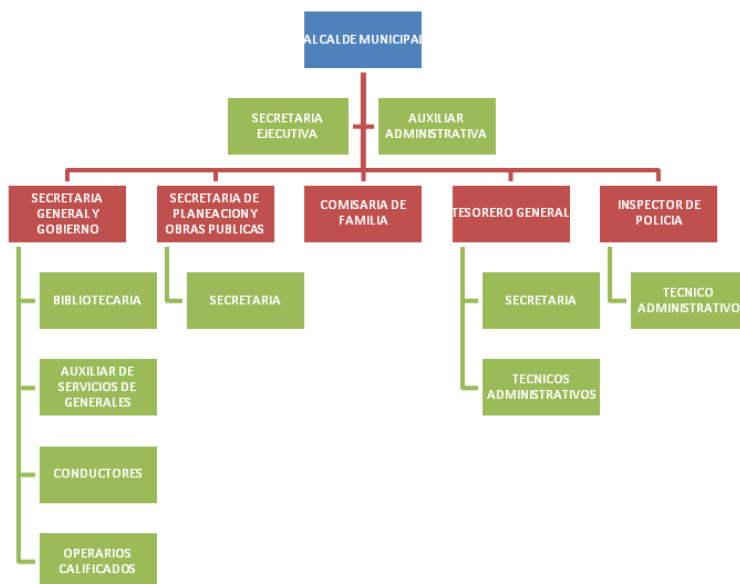 ALCALDE MUNICIPAL
SECRETARIA
EJECUTIVA
AUXILIAR
ADMINISTRATIVA
SECRETARIA
GENERAL Y
GOBIERNO
SECRETARIA DE
PLANEACION Y
OBRAS PUBLICAS
COMISARIA DE
FAMILIA
TESORERO GENERAL
INSPECTOR DE
POLICIA
BIBLIOTECARIA
SECRETARIA
SECRETARIA
TECNICO
ADMINISTRATIVO
AUXILIAR DE
SERVICIOS DE
GENERALES
TECNICOS
ADMINISTRATIVOS
CONDUCTORES
OPERARIOS
CALIFICADOS